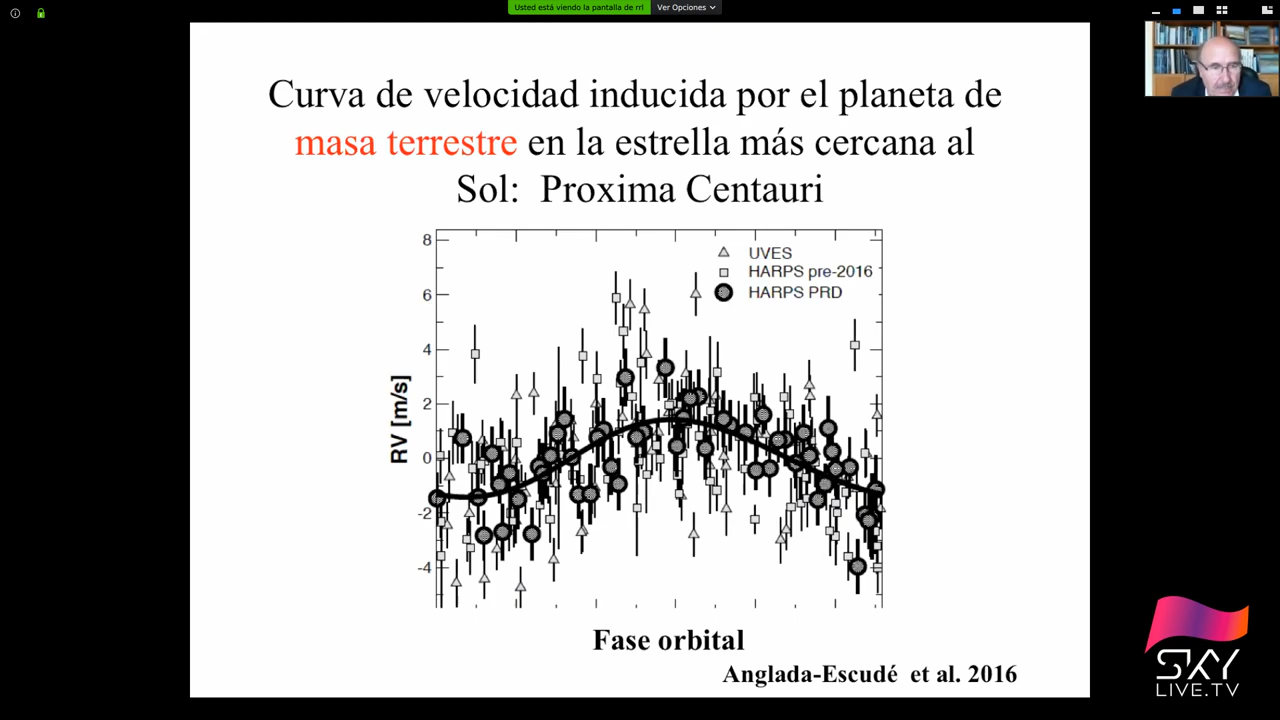 Usted está viendo la pantalla de rrl
Ver Opciones
Curva de velocidad inducida por el planeta de
masa terrestre en la estrella más cercana al
Sol: Proxima Centauri
UVES
HARPS pre-2016
HARPS PRD
8
6
4
2
0
-2
-4
RV [m/s]
Fase orbital
Anglada-Escudé et al. 2016
SKY
LIVE.TV